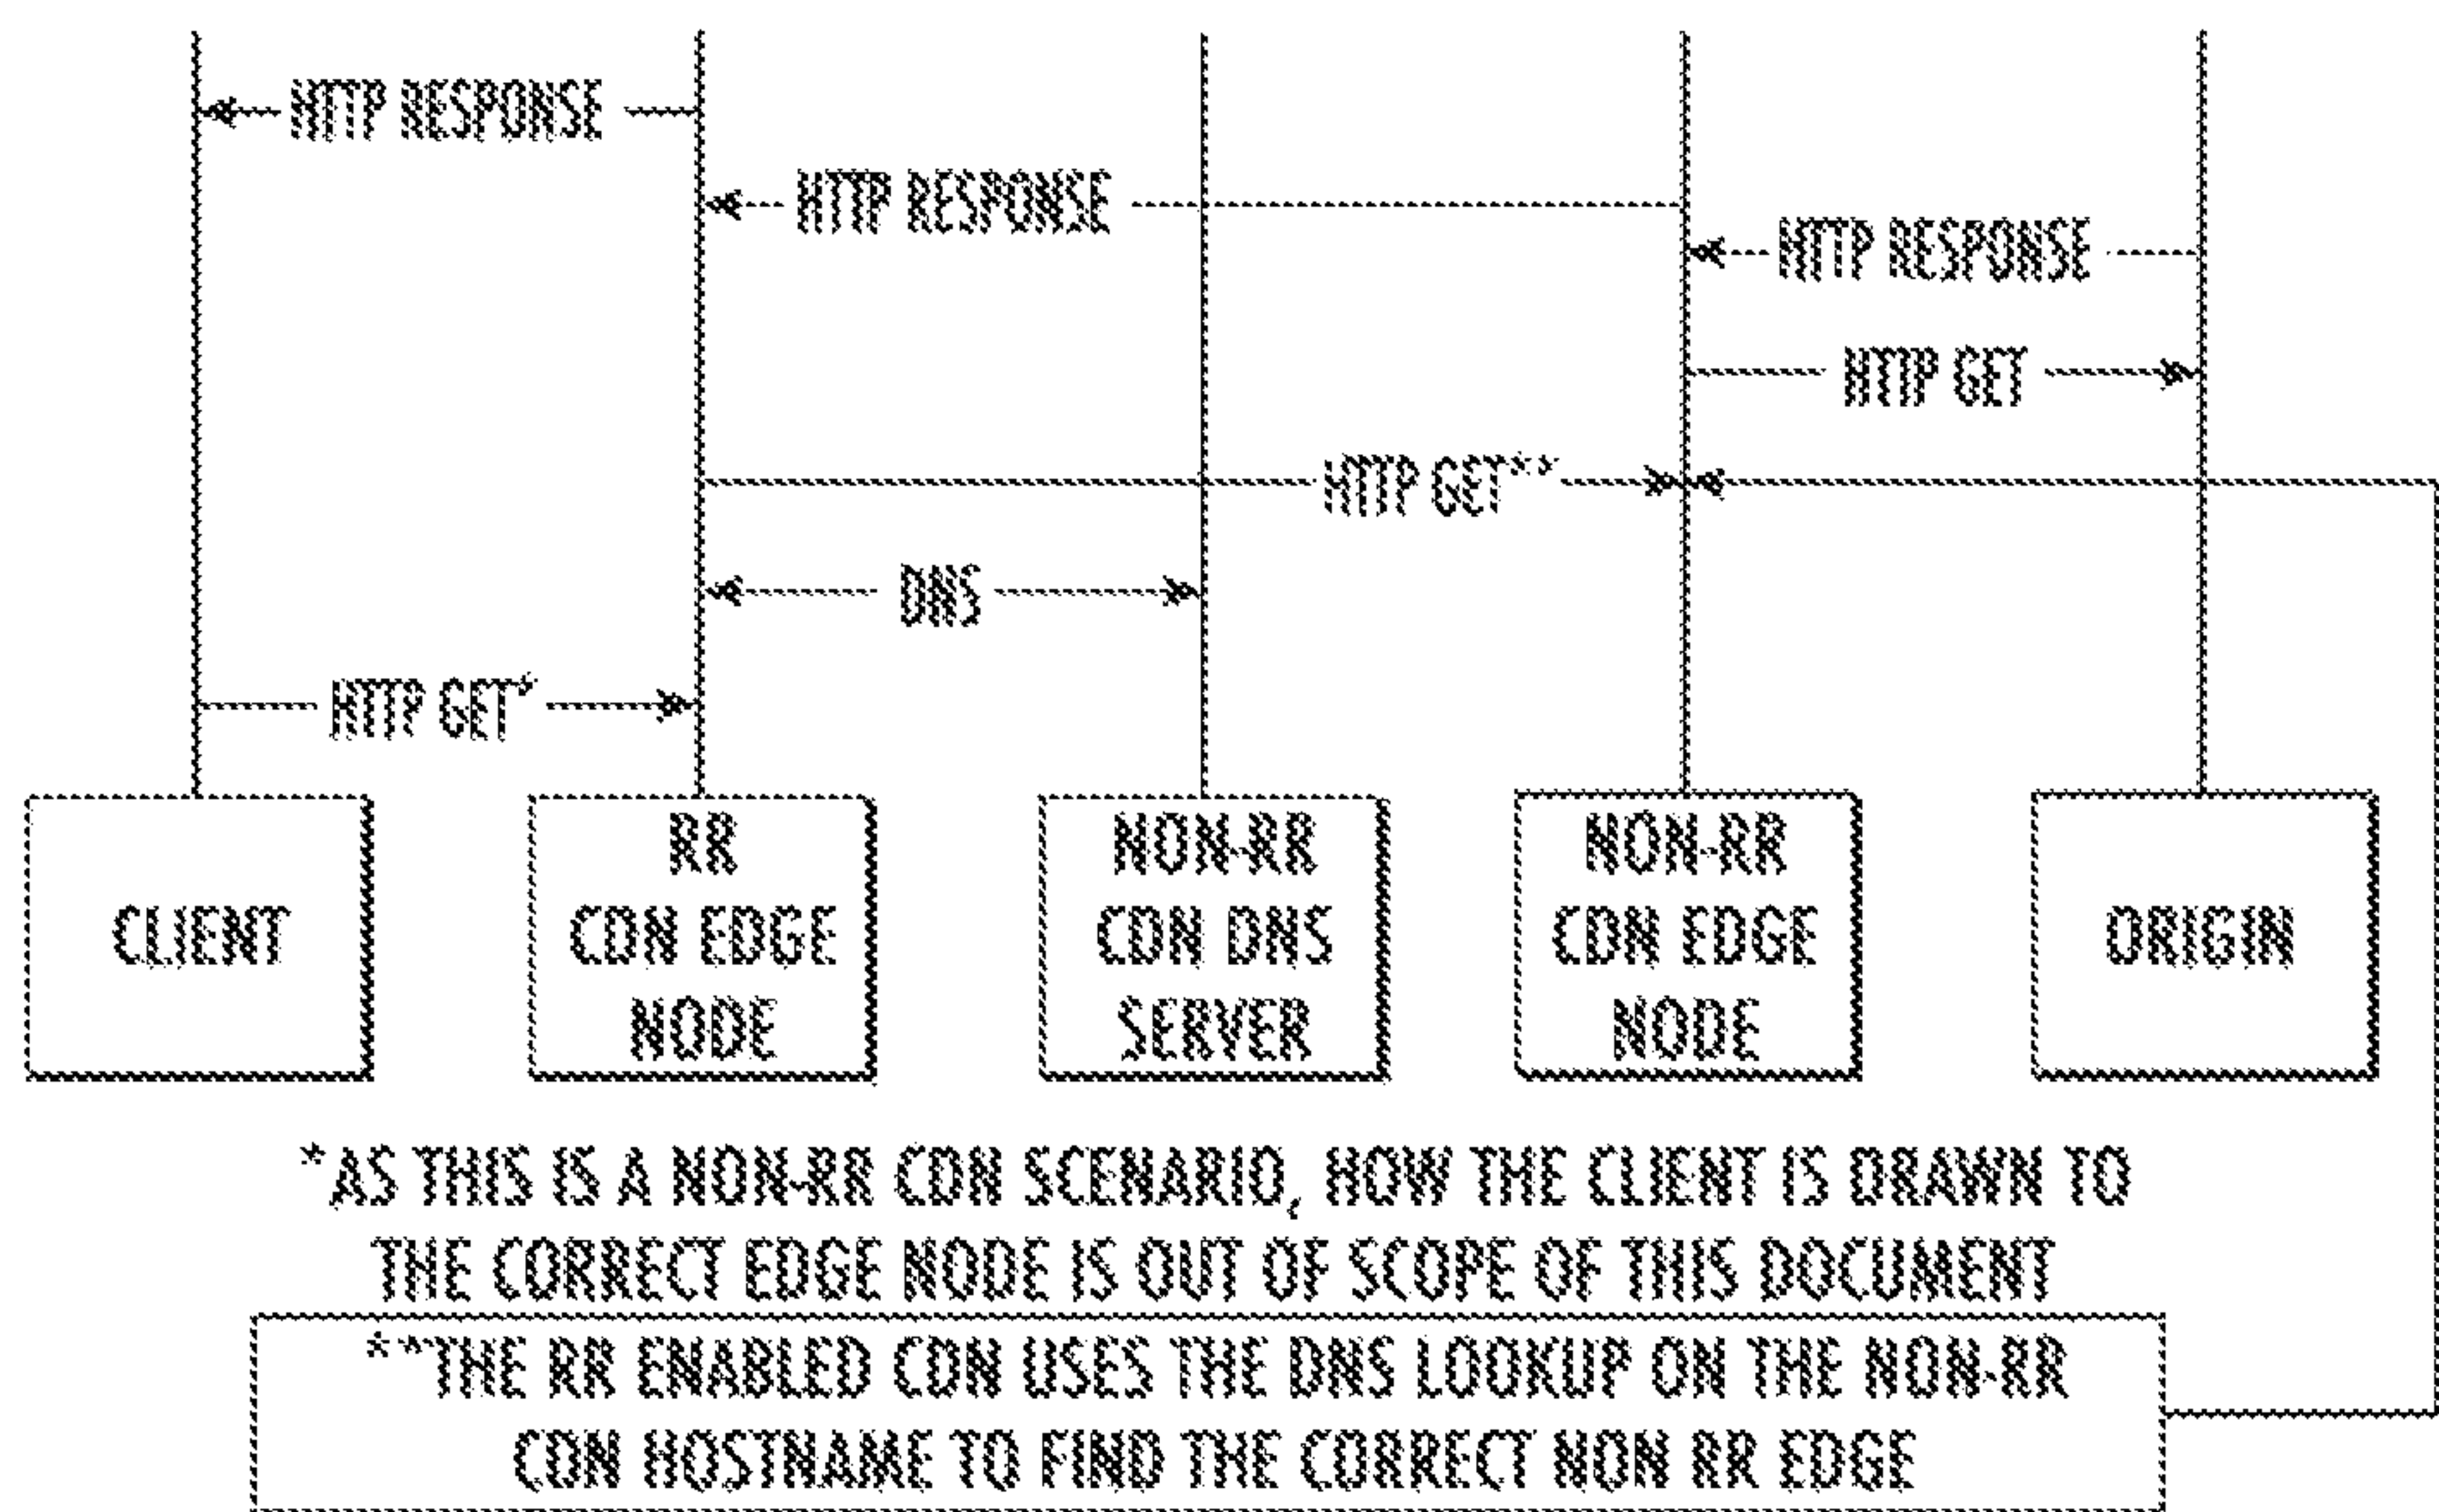 HTTP RESPONSE
HTTP RESPONSE
HTTP RESPONSE
HTTP GET
HTTP GET**
DNS
HTTP GET*
CLIENT
RR
CDN EDGE
NODE
NON-RR
CDN DNS
SERVER
NON-RR
CDN EDGE
NODE
ORIGIN
*AS THIS IS A NON-RR CDN SCENARIO, HOW THE CLIENT IS DRAWN TO
THE CORRECT EDGE NODE IS OUT OF SCOPE OF THIS DOCUMENT
**THE RR ENABLED CDN USES THE DNS LOOKUP ON THE NON-RR
CDN HOSTNAME TO FIND THE CORRECT NON RR EDGE